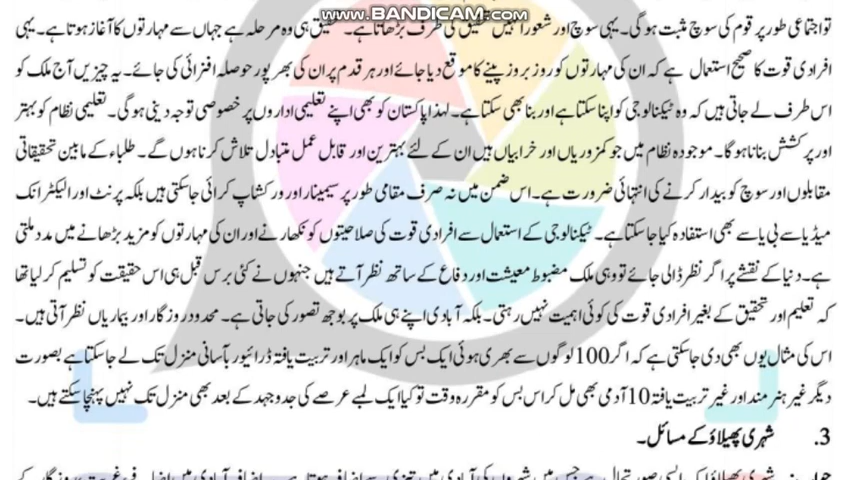 www.BANDICAM.com
تو اجتماعی طور پر قوم کی سوچ مثبت ہوگی۔ یہی سوچ اور شعور انہیں تحقیق کی طرف بڑھاتا ہے۔ تحقیق ہی وہ مرحلہ ہے جہاں سے مہارتوں کا آغاز ہوتا ہے۔ یہی
افرادی قوت کا صحیح استعمال ہے کہ ان کی مہارتوں کو روز بروز پنپنے کا موقع دیا جائے اور ہر قدم پر ان کی بھرپور حوصلہ افزائی کی جائے۔ یہ چیزیں آج ملک کو
اس طرف لے جاتی ہیں کہ وہ ٹیکنالوجی کو اپنا سکتا ہے اور بنا بھی سکتا ہے۔ لہذا پاکستان کو بھی اپنے تعلیمی اداروں پر خصوصی توجہ دینی ہوگی۔ تعلیمی نظام کو بہتر
اور پرکشش بنانا ہوگا۔ موجودہ نظام میں جو کمزوریاں اور خرابیاں ہیں ان کے لئے بہترین اور قابل عمل متبادل تلاش کرنا ہوں گے۔ طلباء کے مابین تحقیقاتی
مقابلوں اور سوچ کو بیدار کرنے کی انتہائی ضرورت ہے۔ اس ضمن میں نہ صرف مقامی طور پر سیمینار اور ورکشاپ کرائی جاسکتی ہیں بلکہ پرنٹ اور الیکٹرانک
میڈیا سے بی یا سے بھی استفادہ کیا جا سکتا ہے۔ ٹیکنالوجی کے استعمال سے افرادی قوت کی صلاحیتوں کو نکھارنے اور ان کی مہارتوں کو مزید بڑھانے میں مدد ملتی
ہے۔ دنیا کے نقشے پر اگر نظر ڈالی جائے تو وہی ملک مضبوط معیشت اور دفاع کے ساتھ نظر آتے ہیں جنہوں نے کئی برس قبل ہی اس حقیقت کو تسلیم کر لیا تھا
کہ تعلیم اور تحقیق کے بغیر افرادی قوت کی کوئی اہمیت نہیں رہتی۔ بلکہ آبادی اپنے ہی ملک پر بوجھ تصور کی جاتی ہے۔ محدود روزگار اور بیماریاں نظر آتی ہیں۔
اس کی مثال یوں بھی دی جاسکتی ہے کہ اگر 100 لوگوں سے بھری ہوئی ایک بس کو ایک ماہر اور تربیت یافتہ ڈرائیور بآسانی منزل تک لے جا سکتا ہے بصورت
دیگر غیر ہنر مند اور غیر تربیت یافتہ 10 آدمی بھی مل کر اس بس کو مقررہ وقت تو کیا ایک لمبے عرصے کی جدوجہد کے بعد بھی منزل تک نہیں پہنچا سکتے ہیں۔
3. شہری پھیلاؤ کے مسائل۔